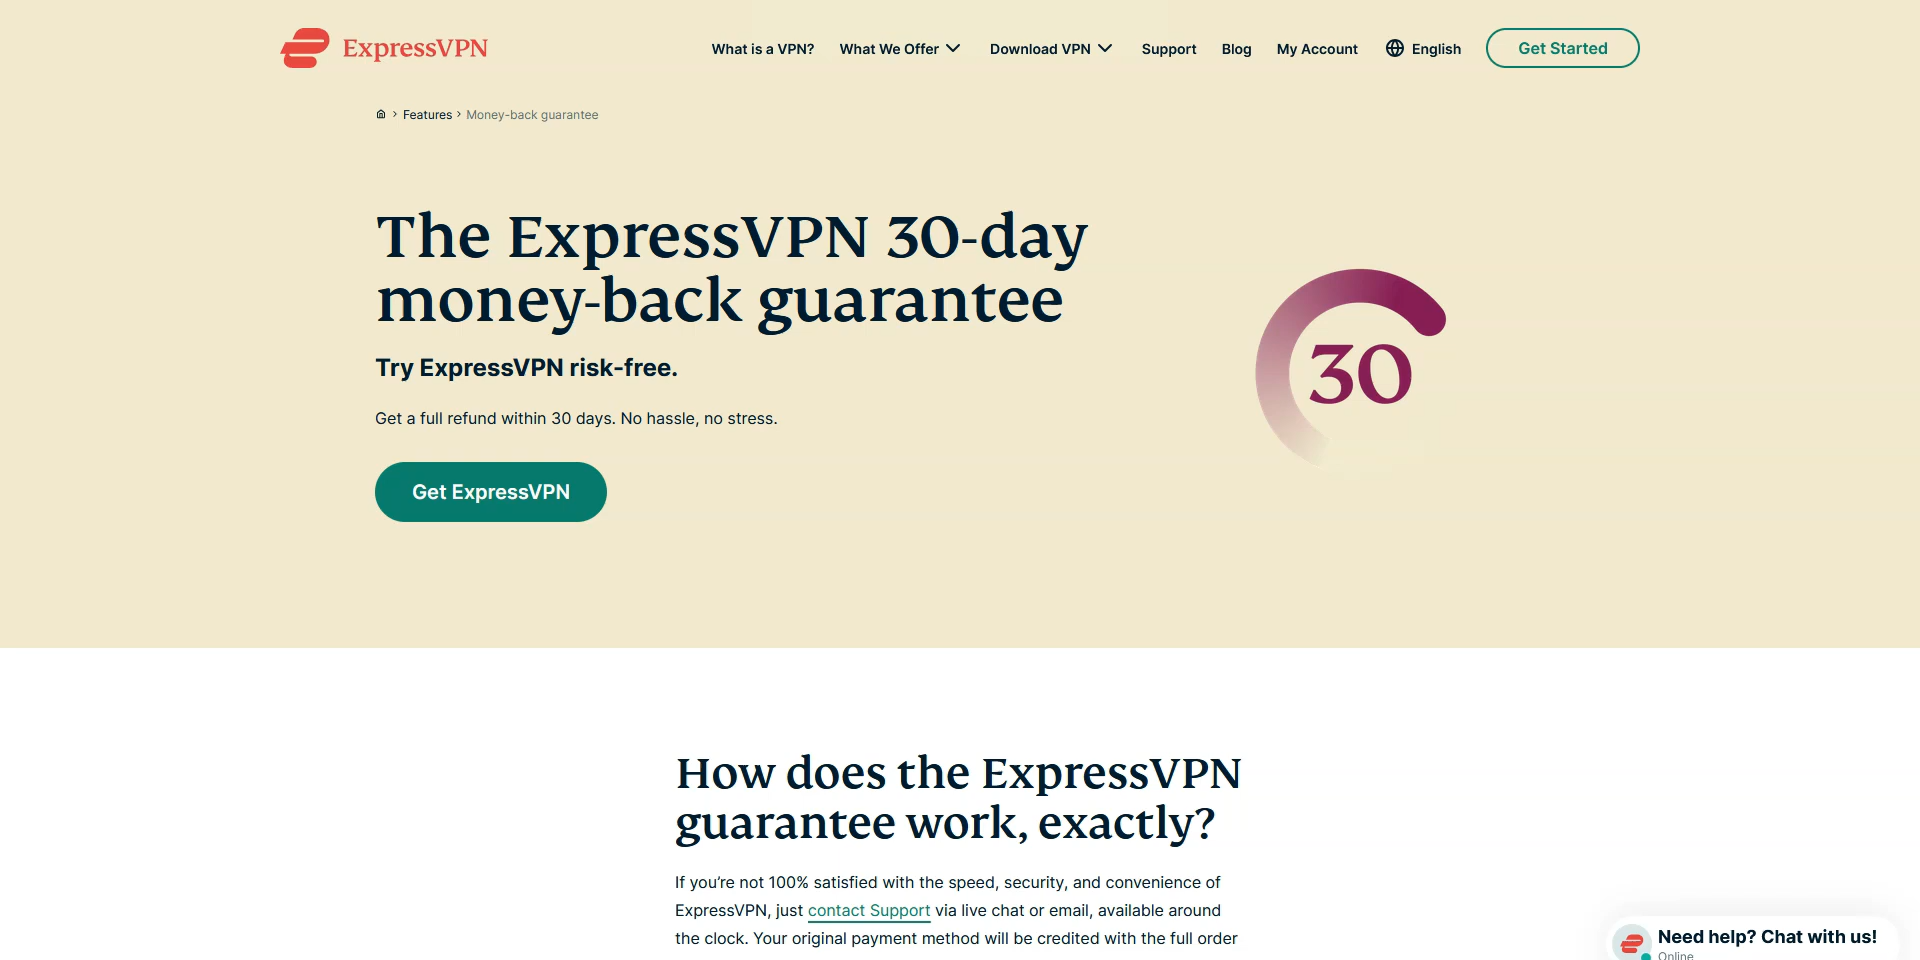 ExpressVPN
What is a VPN?
What We Offer
Download VPN
Support
Blog
My Account
English
Get Started
Features
Money-back guarantee
The ExpressVPN 30-day
money-back guarantee
Try ExpressVPN risk-free.
Get a full refund within 30 days. No hassle, no stress.
Get ExpressVPN
30
How does the ExpressVPN
guarantee work, exactly?
If you’re not 100% satisfied with the speed, security, and convenience of
ExpressVPN, just contact Support via live chat or email, available around
the clock. Your original payment method will be credited with the full order
Need help? Chat with us!
Online